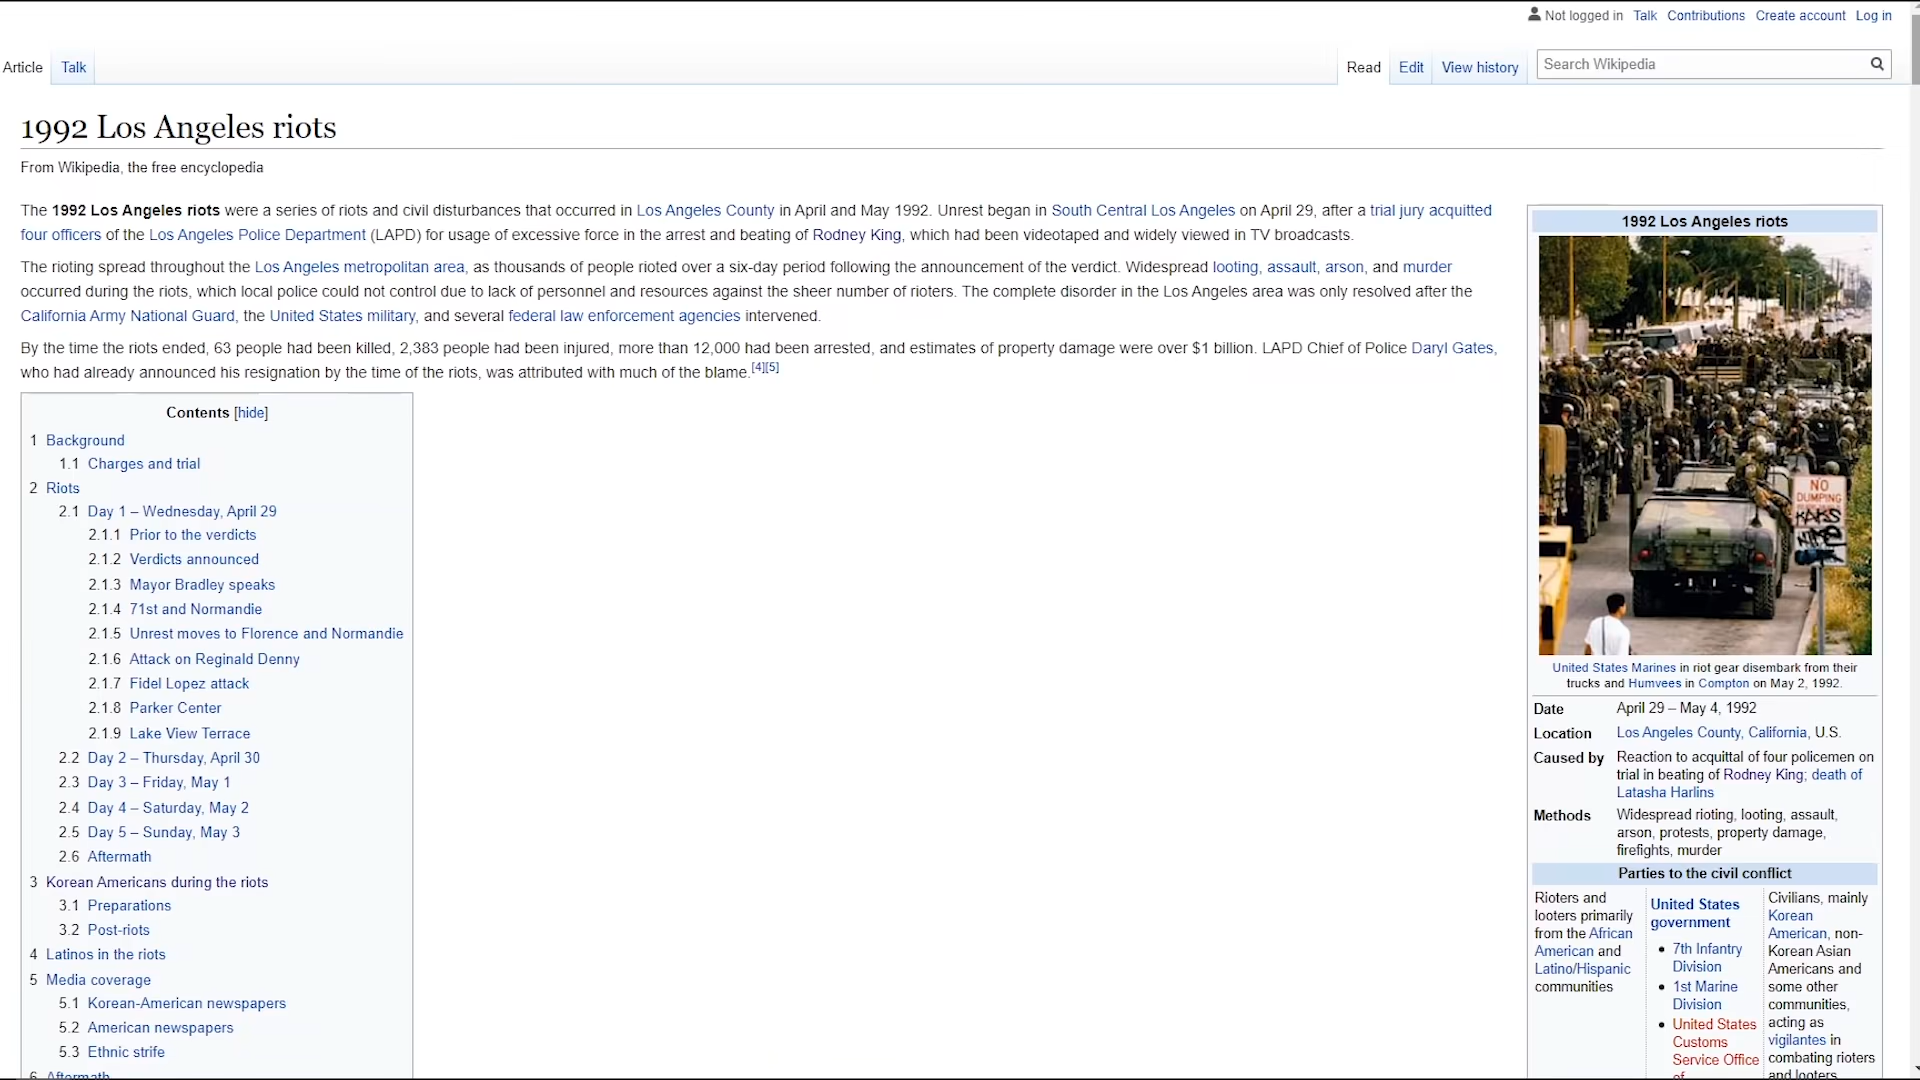 Not logged in Talk Contributions Create account Log in
Article Talk Read Edit View history Search Wikipedia
1992 Los Angeles riots
From Wikipedia, the free encyclopedia
The 1992 Los Angeles riots were a series of riots and civil disturbances that occurred in Los Angeles County in April and May 1992. Unrest began in South Central Los Angeles on April 29, after a trial jury acquitted
four officers of the Los Angeles Police Department (LAPD) for usage of excessive force in the arrest and beating of Rodney King, which had been videotaped and widely viewed in TV broadcasts.
The rioting spread throughout the Los Angeles metropolitan area, as thousands of people rioted over a six-day period following the announcement of the verdict. Widespread looting, assault, arson, and murder
occurred during the riots, which local police could not control due to lack of personnel and resources against the sheer number of rioters. The complete disorder in the Los Angeles area was only resolved after the
California Army National Guard, the United States military, and several federal law enforcement agencies intervened.
By the time the riots ended, 63 people had been killed, 2,383 people had been injured, more than 12,000 had been arrested, and estimates of property damage were over $1 billion. LAPD Chief of Police Daryl Gates,
who had already announced his resignation by the time of the riots, was attributed with much of the blame.[4][5]
Contents [hide]
1 Background
1.1 Charges and trial
2 Riots
2.1 Day 1 – Wednesday, April 29
2.1.1 Prior to the verdicts
2.1.2 Verdicts announced
2.1.3 Mayor Bradley speaks
2.1.4 71st and Normandie
2.1.5 Unrest moves to Florence and Normandie
2.1.6 Attack on Reginald Denny
2.1.7 Fidel Lopez attack
2.1.8 Parker Center
2.1.9 Lake View Terrace
2.2 Day 2 – Thursday, April 30
2.3 Day 3 – Friday, May 1
2.4 Day 4 – Saturday, May 2
2.5 Day 5 – Sunday, May 3
2.6 Aftermath
3 Korean Americans during the riots
3.1 Preparations
3.2 Post-riots
4 Latinos in the riots
5 Media coverage
5.1 Korean-American newspapers
5.2 American newspapers
5.3 Ethnic strife
6 Aftermath
1992 Los Angeles riots
NO
DUMPING
United States Marines in riot gear disembark from their
trucks and Humvees in Compton on May 2, 1992.
Date April 29 – May 4, 1992
Location Los Angeles County, California, U.S.
Caused by Reaction to acquittal of four policemen on
trial in beating of Rodney King; death of
Latasha Harlins
Methods Widespread rioting, looting, assault,
arson, protests, property damage,
firefights, murder
Parties to the civil conflict
Rioters and
looters primarily
from the African
American and
Latino/Hispanic
communities
United States
government
• 7th Infantry
Division
• 1st Marine
Division
• United States
Customs
Service Office
of
Civilians, mainly
Korean
American, non-
Korean Asian
Americans and
some other
communities,
acting as
vigilantes in
combating rioters
and looters